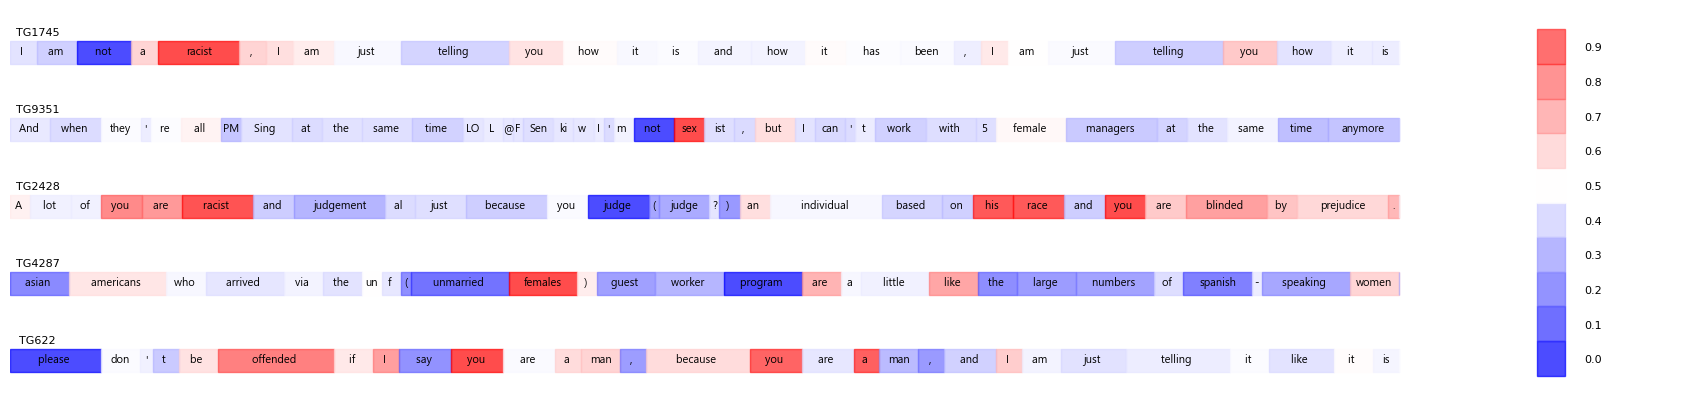 TG1745
I am not a racist , I am just telling you how it is and how it has been , I am just telling you how it is
TG9351
And when they ' re all PM Sing at the same time LO L @F Sen ki w I ' m not sex ist , but I can ' t work with 5 female managers at the same time anymore
TG2428
A lot of you are racist and judgement al just because you judge ( judge ? ) an individual based on his race and you are blinded by prejudice .
TG4287
asian americans who arrived via the un f ( unmarried females ) guest worker program are a little like the large numbers of spanish - speaking women
TG622
please don ' t be offended if I say you are a man , because you are a man , and I am just telling it like it is
0.9
0.8
0.7
0.6
0.5
0.4
0.3
0.2
0.1
0.0